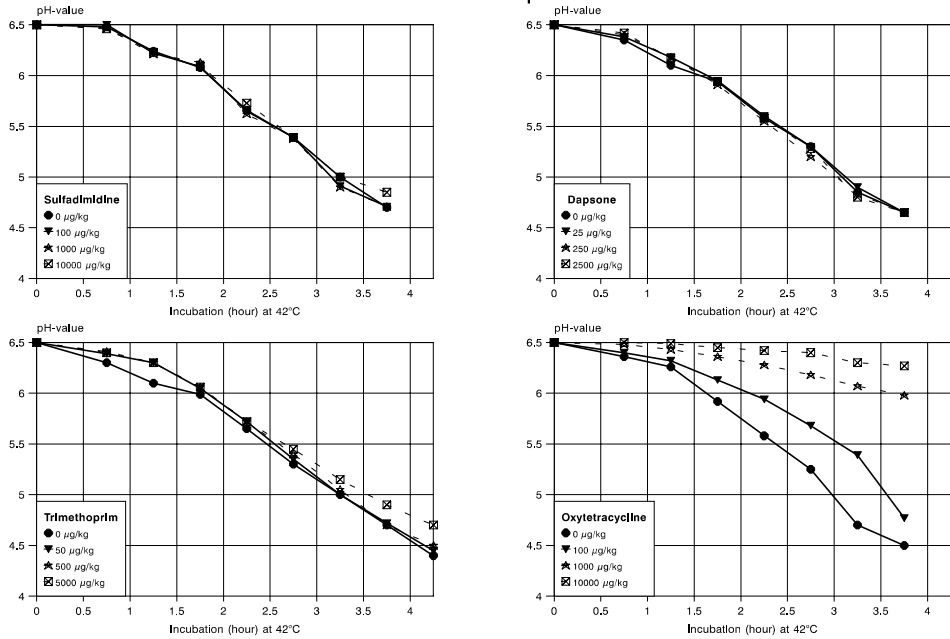 pH-value
6.5
6
5.5
5
4.5
4
Sulfadimidine
0 µg/kg
100 µg/kg
1000 µg/kg
10000 µg/kg
0 0.5 1 1.5 2 2.5 3 3.5 4
Incubation (hour) at 42°C
pH-value
6.5
6
5.5
5
4.5
4
Dapsone
0 µg/kg
25 µg/kg
250 µg/kg
2500 µg/kg
0 0.5 1 1.5 2 2.5 3 3.5 4
Incubation (hour) at 42°C
pH-value
6.5
6
5.5
5
4.5
4
Trimethoprim
0 µg/kg
50 µg/kg
500 µg/kg
5000 µg/kg
0 0.5 1 1.5 2 2.5 3 3.5 4
Incubation (hour) at 42°C
pH-value
6.5
6
5.5
5
4.5
4
Oxytetracycline
0 µg/kg
100 µg/kg
1000 µg/kg
10000 µg/kg
0 0.5 1 1.5 2 2.5 3 3.5 4
Incubation (hour) at 42°C